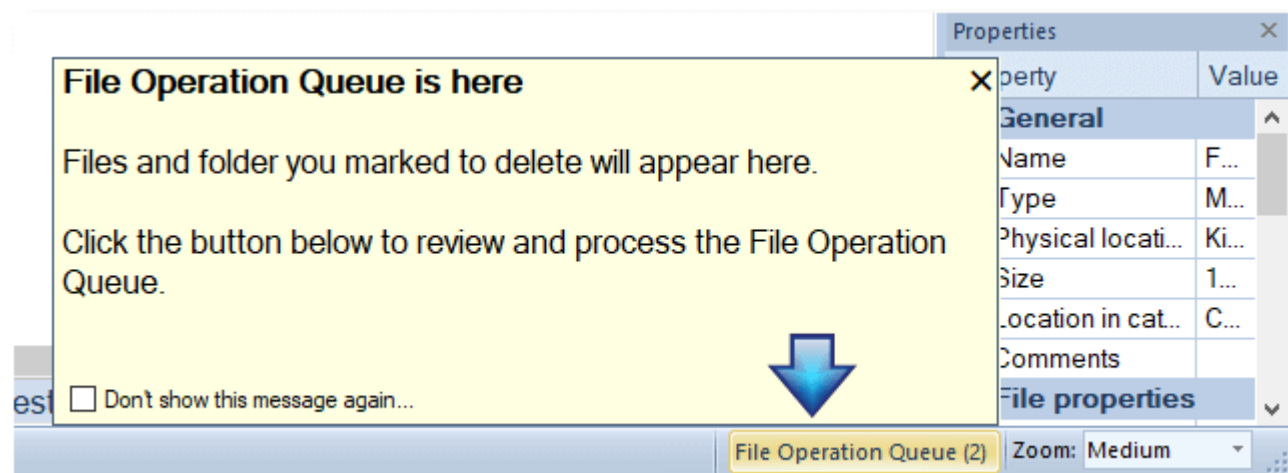 Properties
File Operation Queue is here
perty Value
General
Files and folder you marked to delete will appear here.
Name F...
Type M...
Click the button below to review and process the File Operation
Queue.
Physical locati... Ki...
Size 1...
Location in cat... C...
Comments
Don't show this message again...
File properties
est
File Operation Queue (2) Zoom: Medium